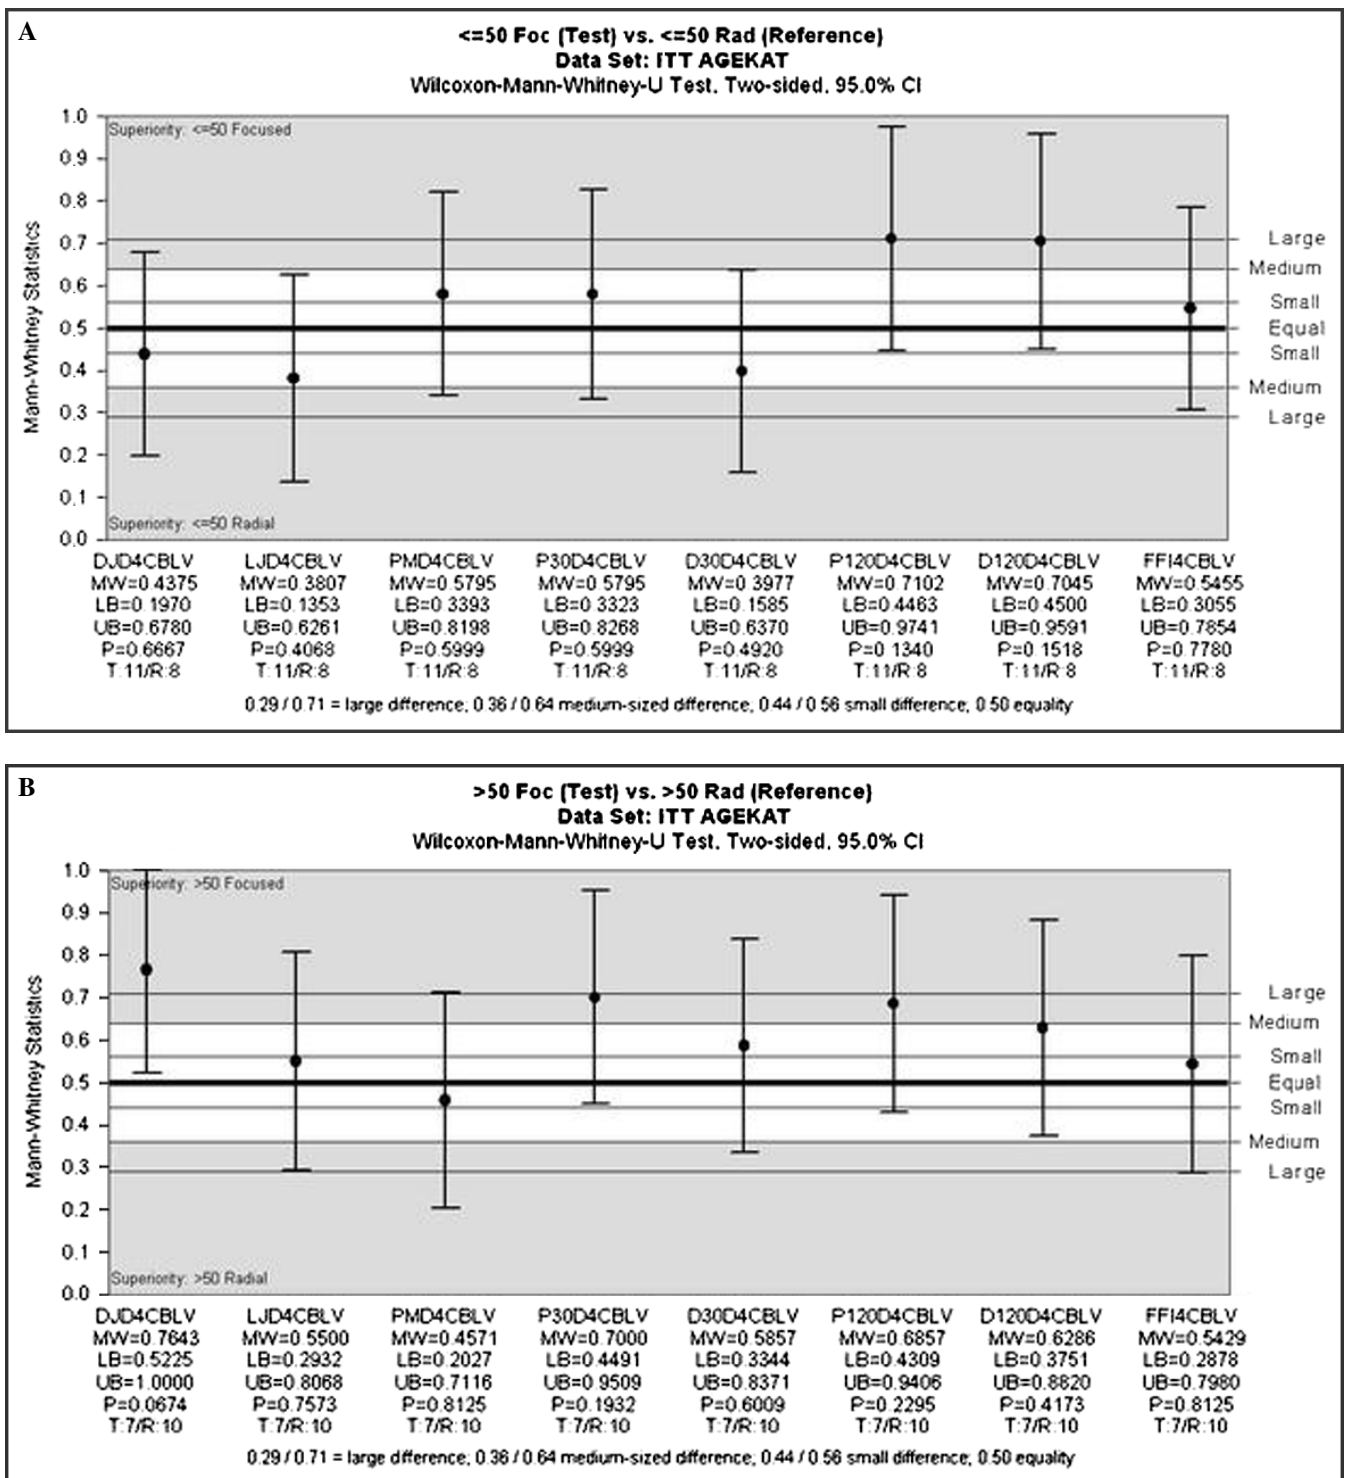 A
<=50 Foc (Test) vs. <=50 Rad (Reference)
Data Set: ITT AGEKAT
Wilcoxon-Mann-Whitney-U Test, Two-sided, 95.0% CI
Superiority: <=50 Focused
1.0
0.9
0.8
0.7
0.6
0.5
0.4
0.3
0.2
0.1
0.0
Mann-Whitney Statistics
Large
Medium
Small
Equal
Small
Medium
Large
Superiority: <=50 Radial
DJD4CBLV LJD4CBLV PMD4CBLV P30D4CBLV D30D4CBLV P120D4CBLV D120D4CBLV FFI4CBLV
MW=0.4375 MW=0.3807 MW=0.5795 MW=0.5795 MW=0.3977 MW=0.7102 MW=0.7045 MW=0.5455
LB=0.1970 LB=0.1353 LB=0.3393 LB=0.3323 LB=0.1585 LB=0.4463 LB=0.4500 LB=0.3055
UB=0.6780 UB=0.6261 UB=0.8198 UB=0.8268 UB=0.6370 UB=0.9741 UB=0.9591 UB=0.7854
P=0.6667 P=0.4068 P=0.5999 P=0.5999 P=0.4920 P=0.1340 P=0.1518 P=0.7780
T:11/R:8 T:11/R:8 T:11/R:8 T:11/R:8 T:11/R:8 T:11/R:8 T:11/R:8 T:11/R:8
0.29 / 0.71 = large difference; 0.36 / 0.64 medium-sized difference; 0.44 / 0.56 small difference; 0.50 equality
B
>50 Foc (Test) vs. >50 Rad (Reference)
Data Set: ITT AGEKAT
Wilcoxon-Mann-Whitney-U Test, Two-sided, 95.0% CI
Superiority: >50 Focused
1.0
0.9
0.8
0.7
0.6
0.5
0.4
0.3
0.2
0.1
0.0
Mann-Whitney Statistics
Large
Medium
Small
Equal
Small
Medium
Large
Superiority: >50 Radial
DJD4CBLV LJD4CBLV PMD4CBLV P30D4CBLV D30D4CBLV P120D4CBLV D120D4CBLV FFI4CBLV
MW=0.7643 MW=0.5500 MW=0.4571 MW=0.7000 MW=0.5857 MW=0.6857 MW=0.6286 MW=0.5429
LB=0.5225 LB=0.2932 LB=0.2027 LB=0.4491 LB=0.3344 LB=0.4309 LB=0.3751 LB=0.2878
UB=1.0000 UB=0.8068 UB=0.7116 UB=0.9509 UB=0.8371 UB=0.9406 UB=0.8820 UB=0.7980
P=0.0674 P=0.7573 P=0.8125 P=0.1932 P=0.6009 P=0.2295 P=0.4173 P=0.8125
T:7/R:10 T:7/R:10 T:7/R:10 T:7/R:10 T:7/R:10 T:7/R:10 T:7/R:10 T:7/R:10
0.29 / 0.71 = large difference; 0.36 / 0.64 medium-sized difference; 0.44 / 0.56 small difference; 0.50 equality